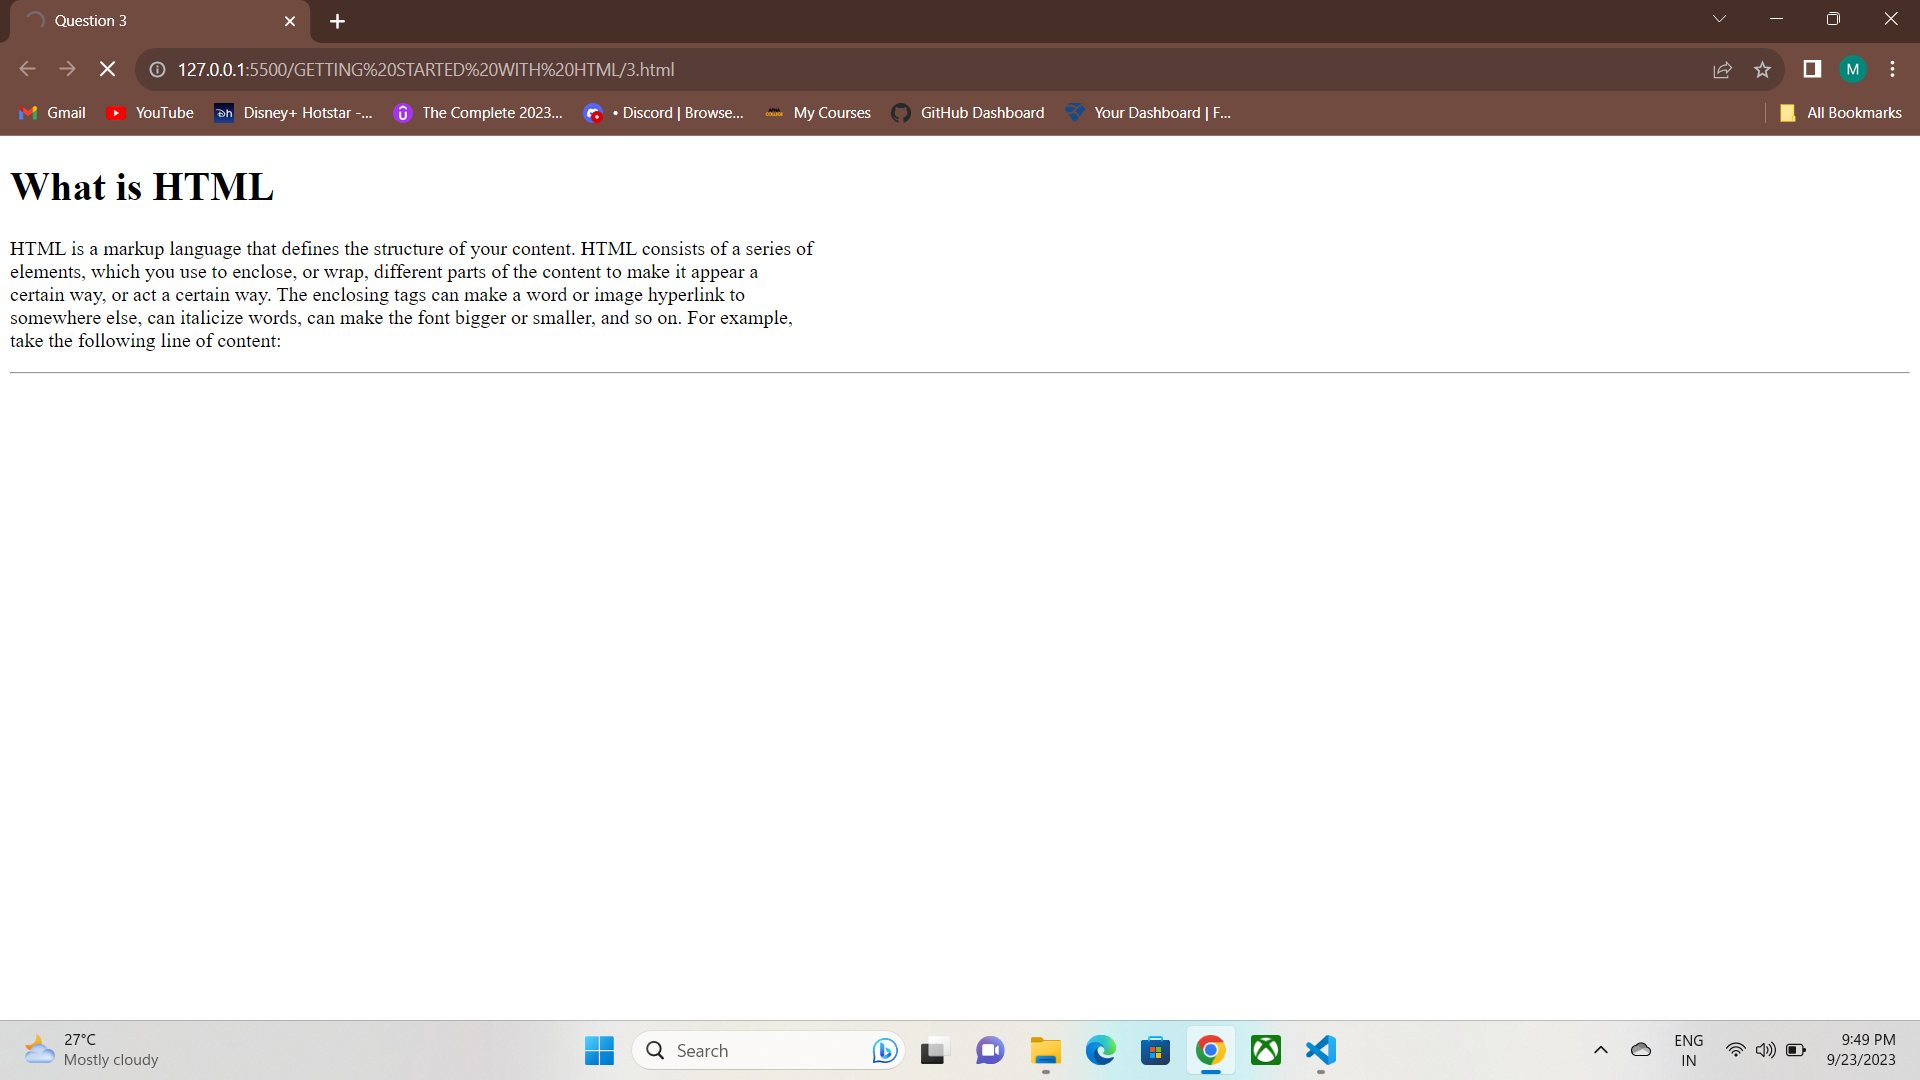 Question 3
127.0.0.1:5500/GETTING%20STARTED%20WITH%20HTML/3.html
M
Gmail
YouTube
Disney+ Hotstar -...
The Complete 2023...
• Discord | Browse...
My Courses
GitHub Dashboard
Your Dashboard | F...
All Bookmarks
What is HTML
HTML is a markup language that defines the structure of your content. HTML consists of a series of
elements, which you use to enclose, or wrap, different parts of the content to make it appear a
certain way, or act a certain way. The enclosing tags can make a word or image hyperlink to
somewhere else, can italicize words, can make the font bigger or smaller, and so on. For example,
take the following line of content:
27°C
Mostly cloudy
Search
ENG
IN
9:49 PM
9/23/2023